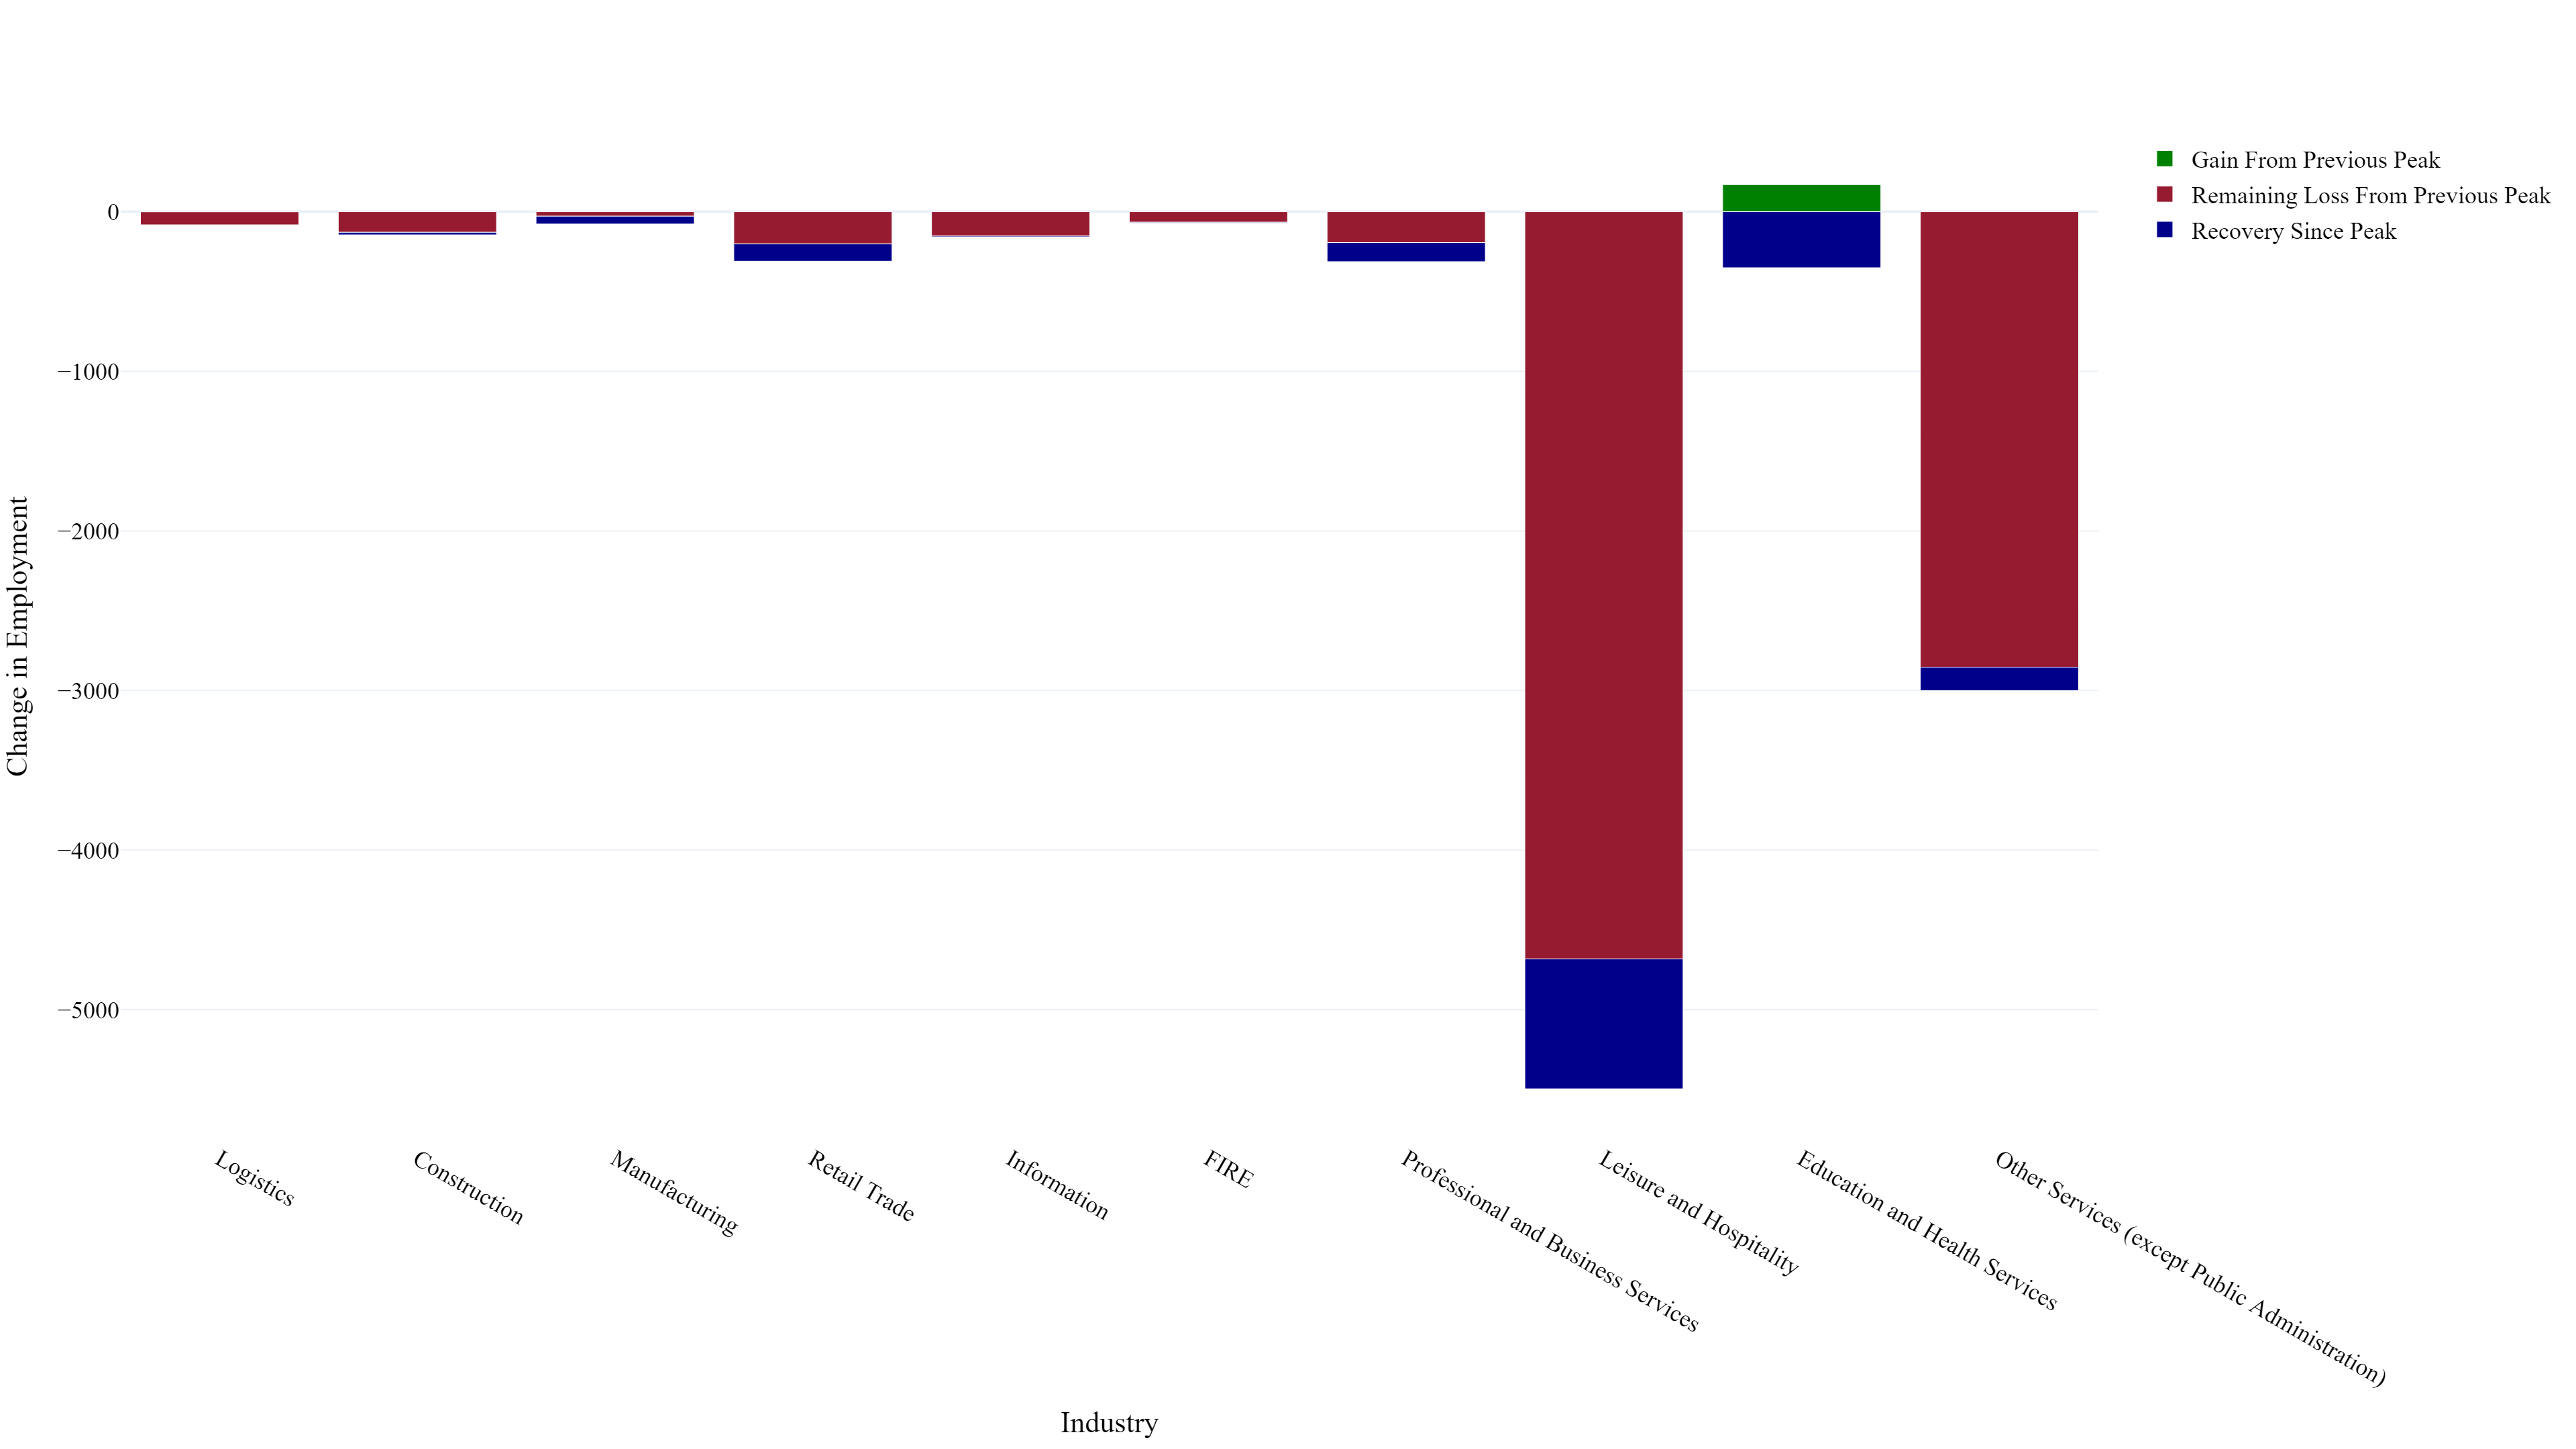 Gain From Previous Peak
Remaining Loss From Previous Peak
Recovery Since Peak
0
−1000
−2000
−3000
−4000
−5000
Change in Employment
Logistics
Construction
Manufacturing
Retail Trade
Information
FIRE
Professional and Business Services
Leisure and Hospitality
Education and Health Services
Other Services (except Public Administration)
Industry